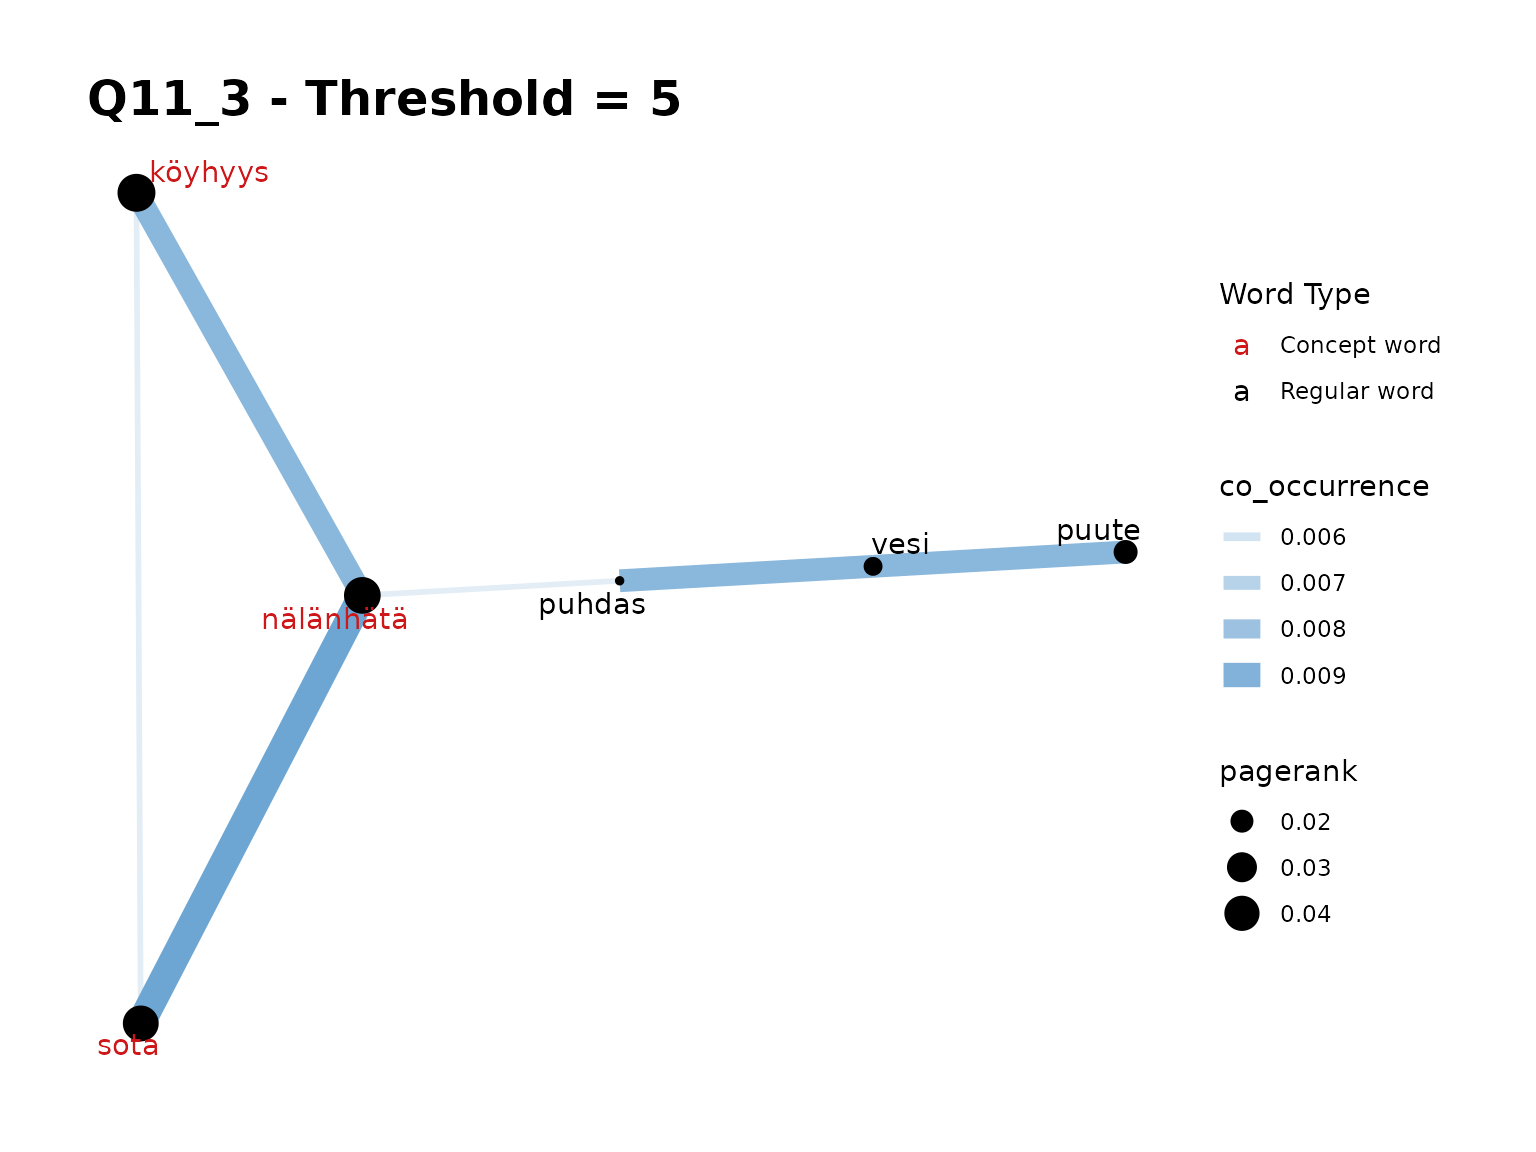 Q11_3 - Threshold = 5
köyhyys
nälänhätä
puhdas
vesi
puute
sota
Word Type
a Concept word
a Regular word
co_occurrence
0.006
0.007
0.008
0.009
pagerank
0.02
0.03
0.04